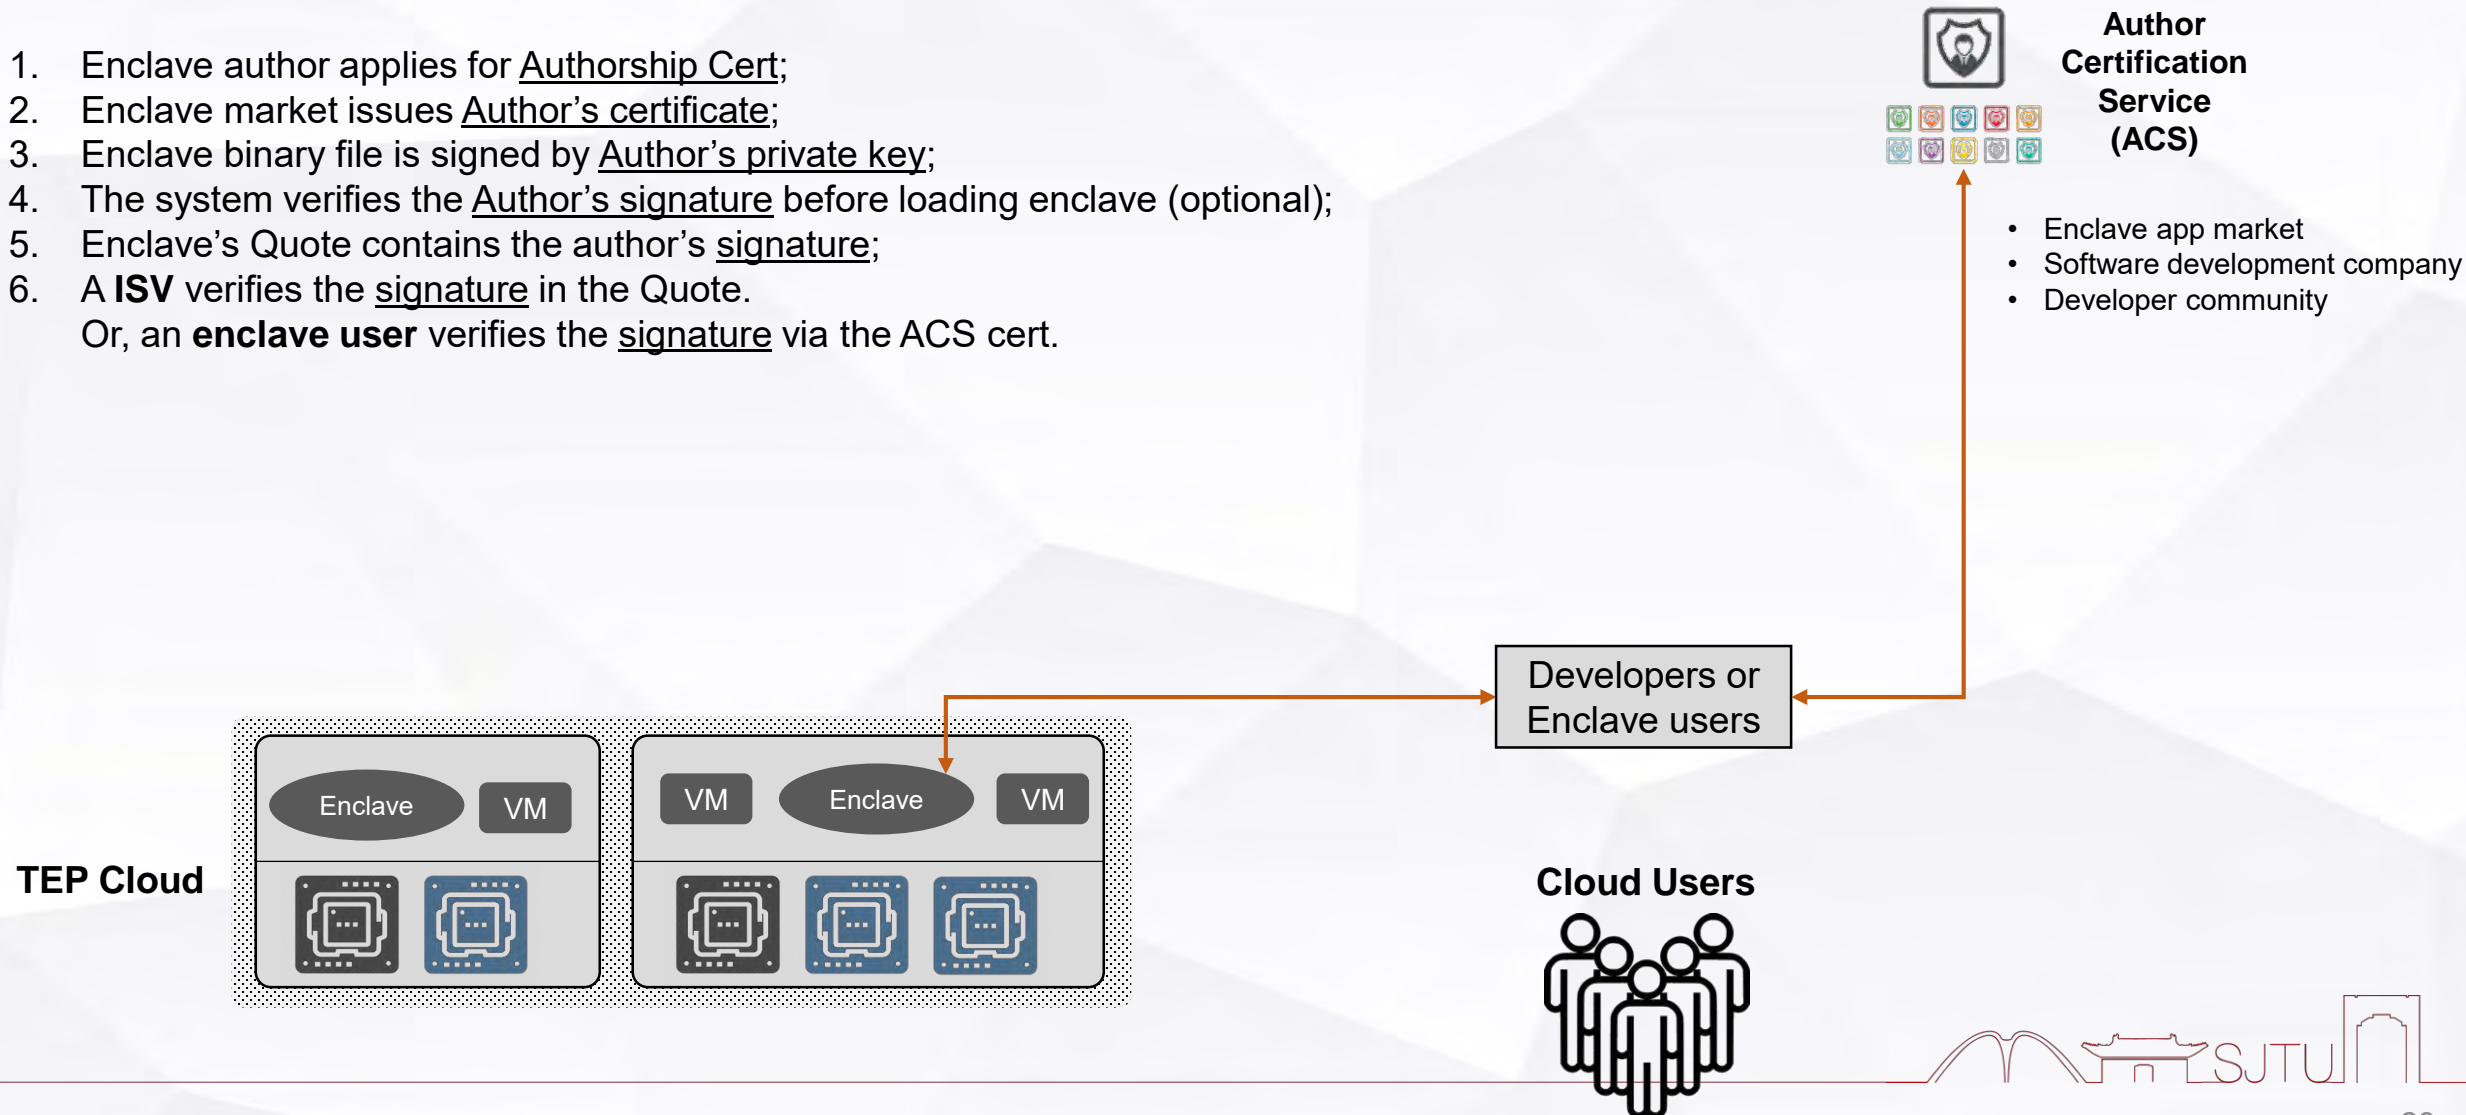 1. Enclave author applies for Authorship Cert;
2. Enclave market issues Author's certificate;
3. Enclave binary file is signed by Author's private key;
4. The system verifies the Author's signature before loading enclave (optional);
5. Enclave's Quote contains the author's signature;
6. A ISV verifies the signature in the Quote.
Or, an enclave user verifies the signature via the ACS cert.
Author
Certification
Service
(ACS)
• Enclave app market
• Software development company
• Developer community
Developers or
Enclave users
Enclave
VM
VM
Enclave
VM
TEP Cloud
Cloud Users
SJTU